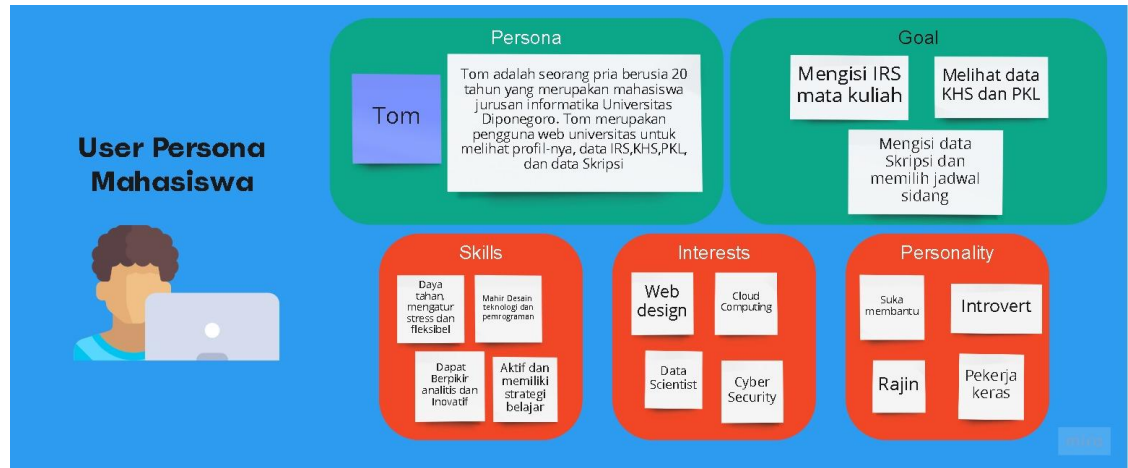 User Persona
Mahasiswa
Persona
Tom
Tom adalah seorang pria berusia 20
tahun yang merupakan mahasiswa
jurusan informatika Universitas
Diponegoro. Tom merupakan
pengguna web universitas untuk
melihat profil-nya, data IRS,KHS,PKL,
dan data Skripsi
Goal
Mengisi IRS
mata kuliah
Melihat data
KHS dan PKL
Mengisi data
Skripsi dan
memilih jadwal
sidang
Skills
Daya
tahan,
mengatur
stress dan
fleksibel
Mahir Desain
teknologi dan
pemrograman
Dapat
Berpikir
analitis dan
Inovatif
Aktif dan
memiliki
strategi
belajar
Interests
Web
design
Cloud
Computing
Data
Scientist
Cyber
Security
Personality
Suka
membantu
Introvert
Rajin
Pekerja
keras
miro